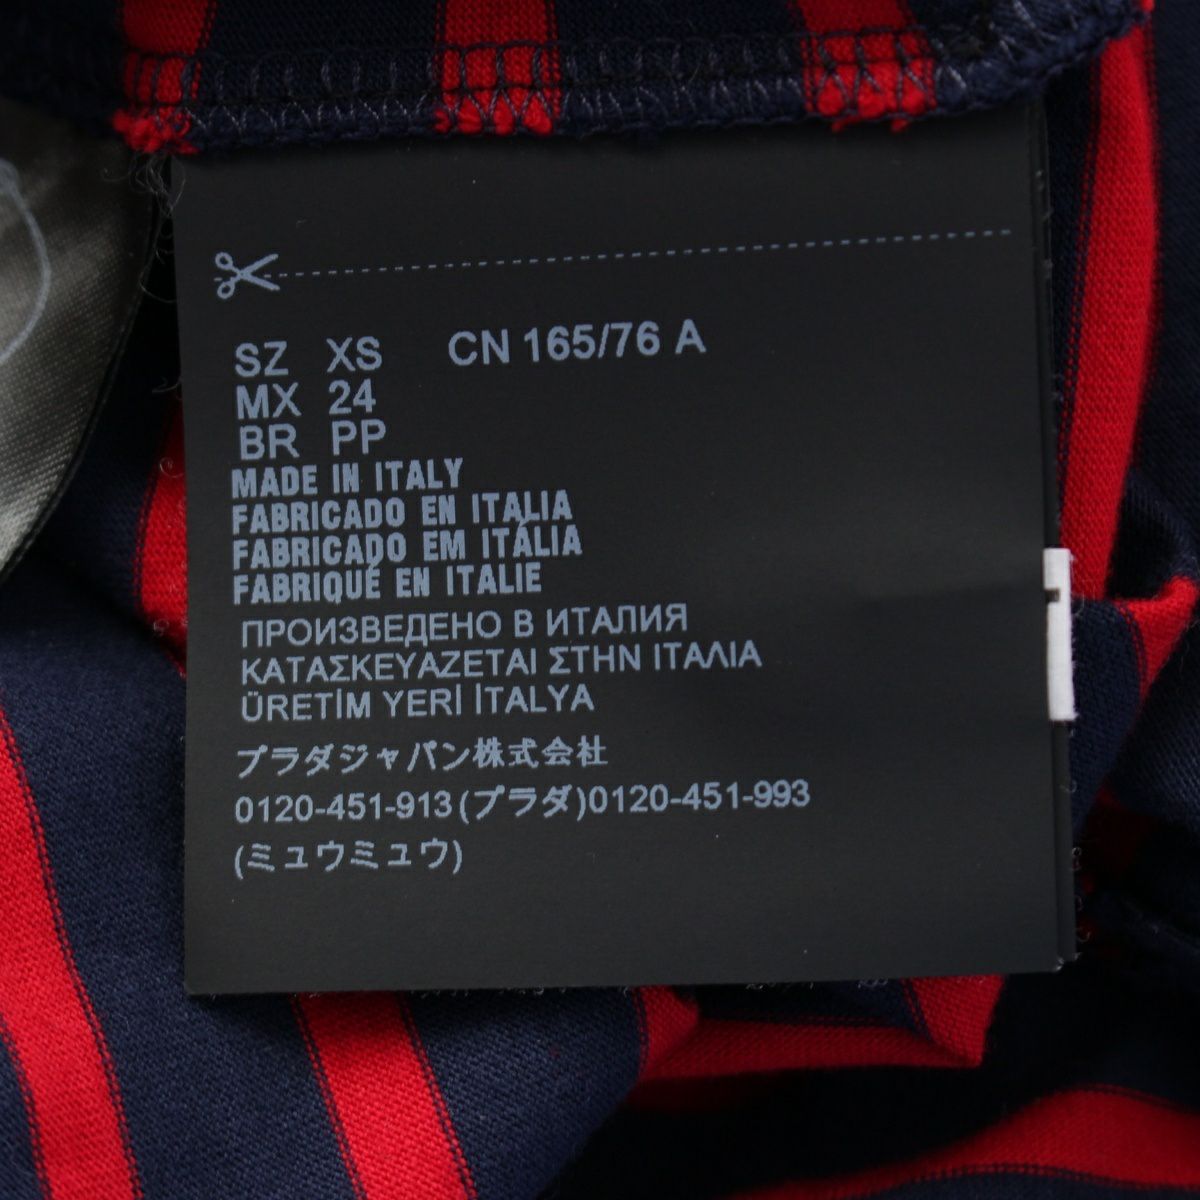 SZ XS CN 165/76 A
MX 24
BR PP
MADE IN ITALY
FABRICADO EN ITALIA
FABRICADO EM ITÁLIA
FABRIQUÉ EN ITALIE
ПРОИЗВЕДЕНО В ИТАЛИЯ
ΚΑΤΑΣΚΕΥΑΖΕΤΑΙ ΣΤΗΝ ΙΤΑΛΙΑ
ÜRETİM YERİ İTALYA
プラダジャパン株式会社
0120-451-913(プラダ)0120-451-993
(ミュウミュウ)